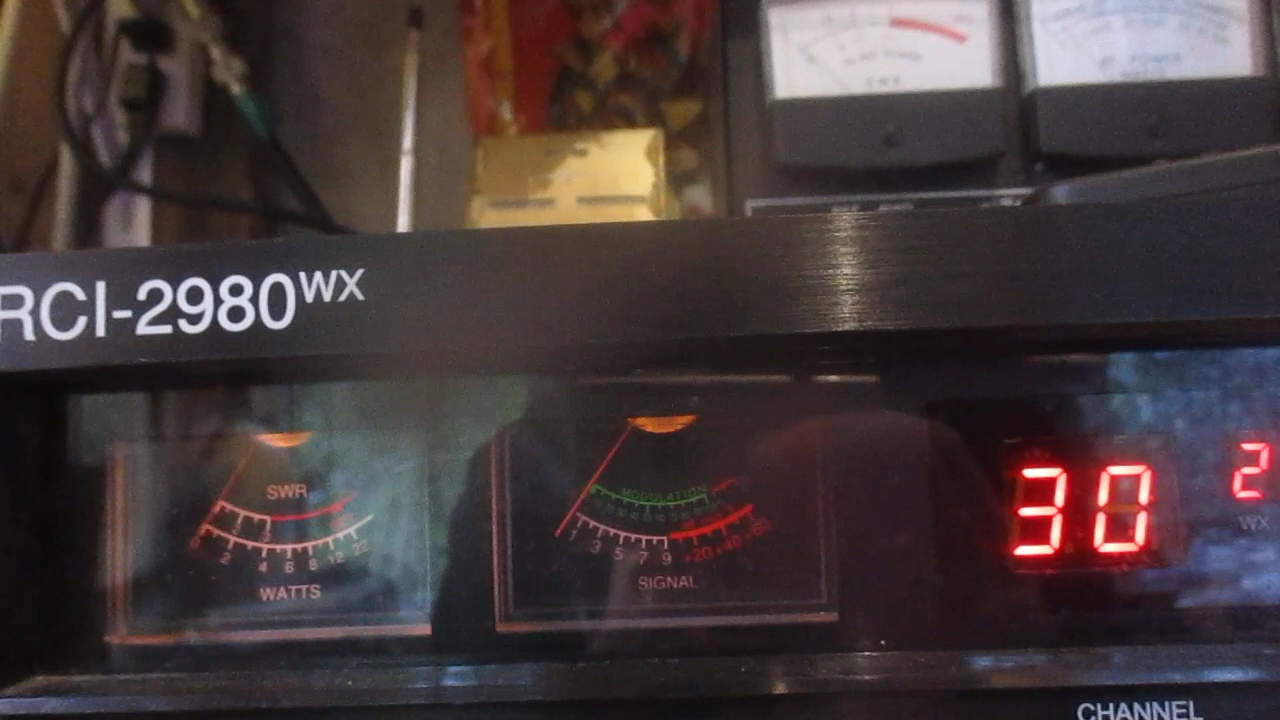 RCI-2980WX
SWR
0 2 4 6 8 12 22
WATTS
MODULATION
1 3 5 7 9 +20 +40 +60
SIGNAL
30
2
WX
CHANNEL